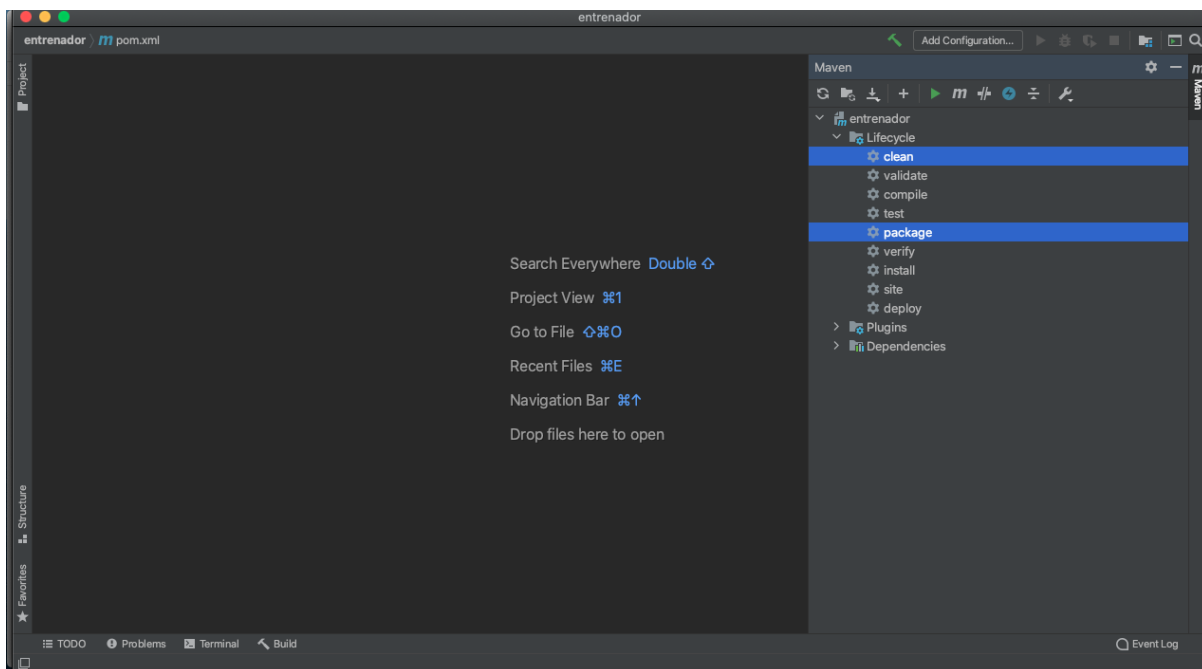 entrenador
entrenador pom.xml
Add Configuration...
Project
Maven
Maven
entrenador
Lifecycle
clean
validate
compile
test
package
verify
install
site
deploy
Plugins
Dependencies
Search Everywhere Double ⇧
Project View ⌘1
Go to File ⇧⌘O
Recent Files ⌘E
Navigation Bar ⌘↑
Drop files here to open
Structure
Favorites
TODO Problems Terminal Build Event Log